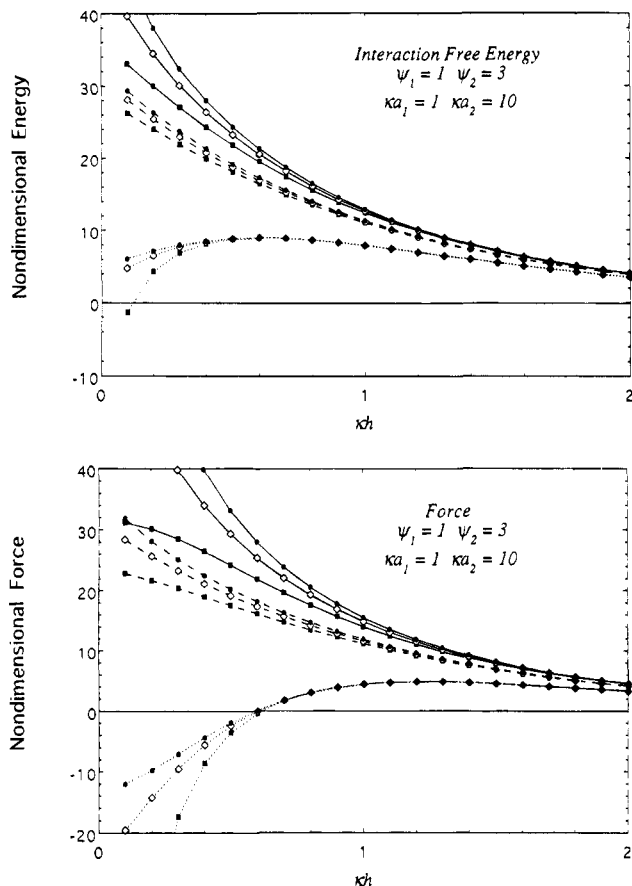 40
30
20
10
0
-10
Nondimensional Energy
Interaction Free Energy
ψ₁ = 1 ψ₂ = 3
κa₁ = 1 κa₂ = 10
0
1
2
κh
40
30
20
10
0
-10
-20
Nondimensional Force
Force
ψ₁ = 1 ψ₂ = 3
κa₁ = 1 κa₂ = 10
0
1
2
κh